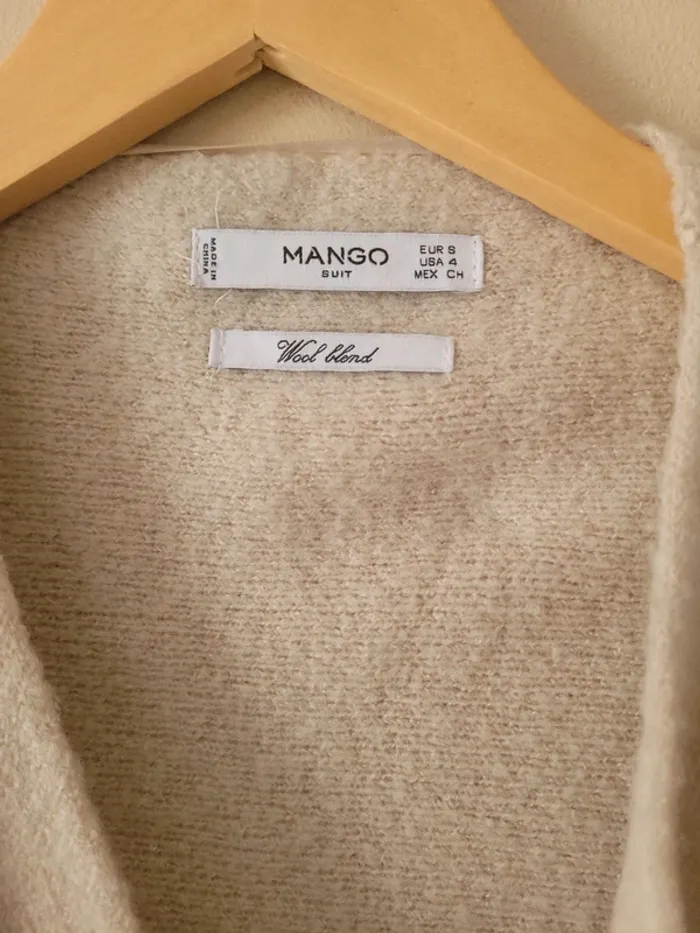 MADE IN
CHINA
MANGO
SUIT
EUR S
USA 4
MEX CH
Wool blend